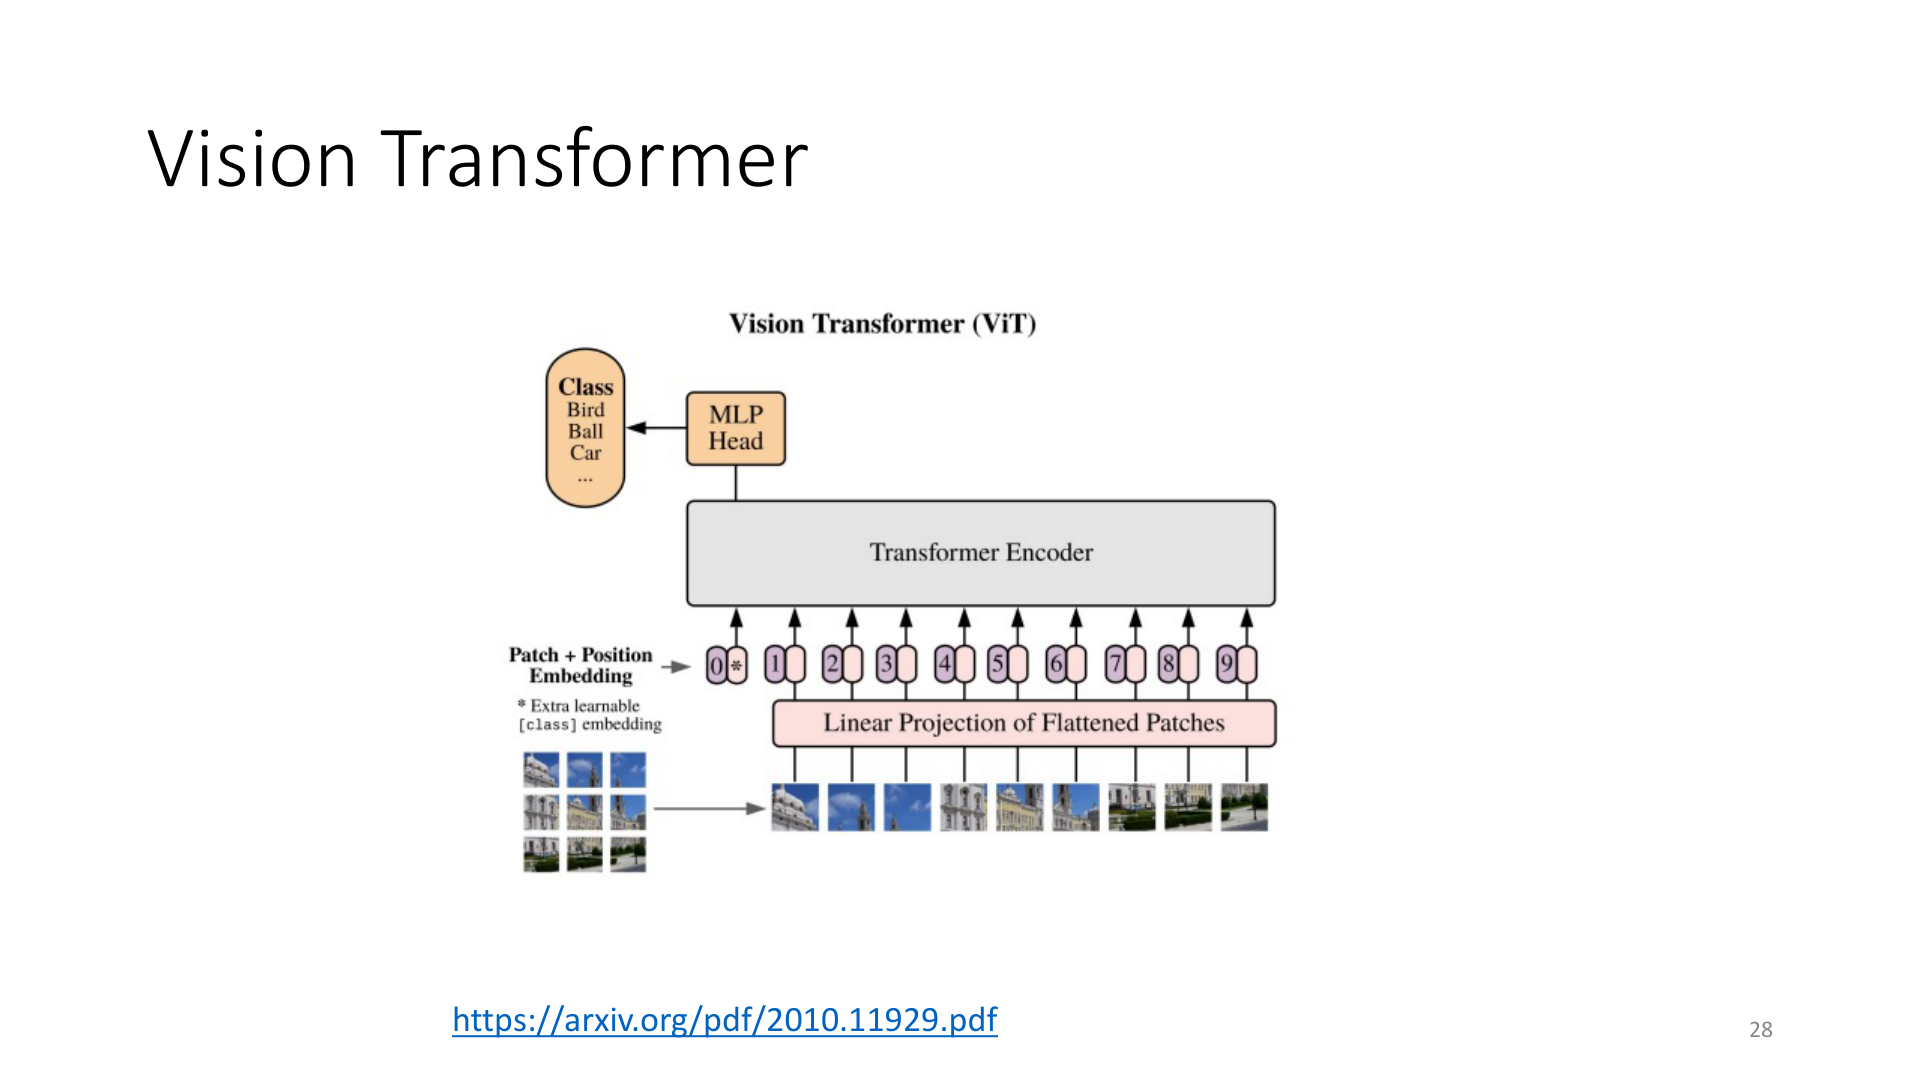 Vision Transformer
Vision Transformer (ViT)
Class
Bird
Ball
Car
...
MLP
Head
Transformer Encoder
Patch + Position
Embedding
* Extra learnable
[class] embedding
0 * 1 2 3 4 5 6 7 8 9
Linear Projection of Flattened Patches
https://arxiv.org/pdf/2010.11929.pdf
28